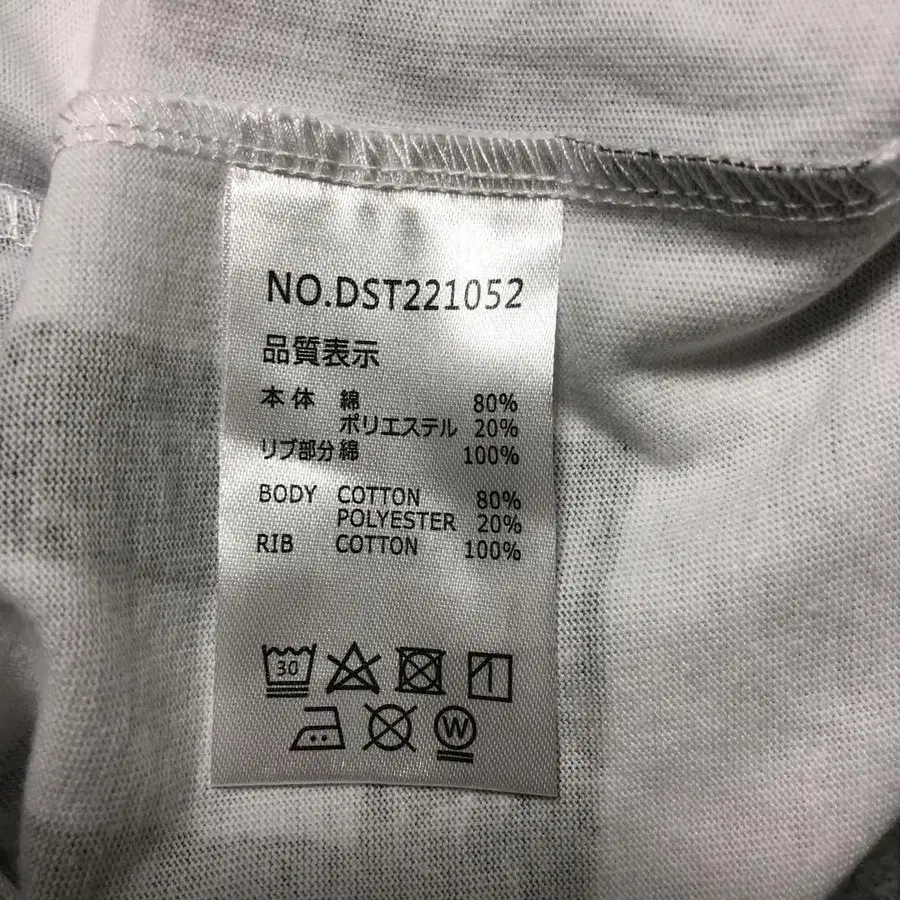 NO.DST221052
品質表示
本体 綿 80%
ポリエステル 20%
リブ部分 綿 100%
BODY COTTON 80%
POLYESTER 20%
RIB COTTON 100%
30
W